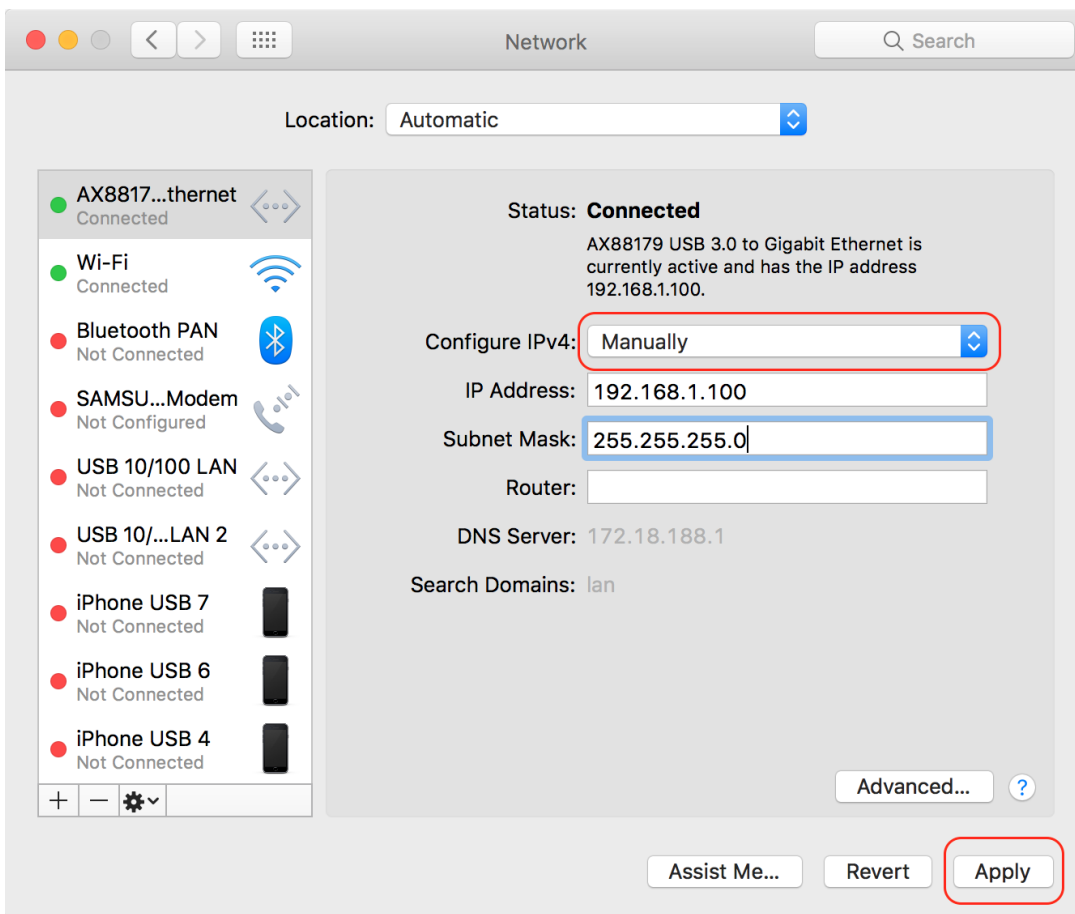 Network
Search
Location: Automatic
AX8817...thernet
Connected
Wi-Fi
Connected
Bluetooth PAN
Not Connected
SAMSU...Modem
Not Configured
USB 10/100 LAN
Not Connected
USB 10/...LAN 2
Not Connected
iPhone USB 7
Not Connected
iPhone USB 6
Not Connected
iPhone USB 4
Not Connected
Status: Connected
AX88179 USB 3.0 to Gigabit Ethernet is
currently active and has the IP address
192.168.1.100.
Configure IPv4: Manually
IP Address: 192.168.1.100
Subnet Mask: 255.255.255.0
Router:
DNS Server: 172.18.188.1
Search Domains: lan
Advanced... ?
Assist Me... Revert Apply